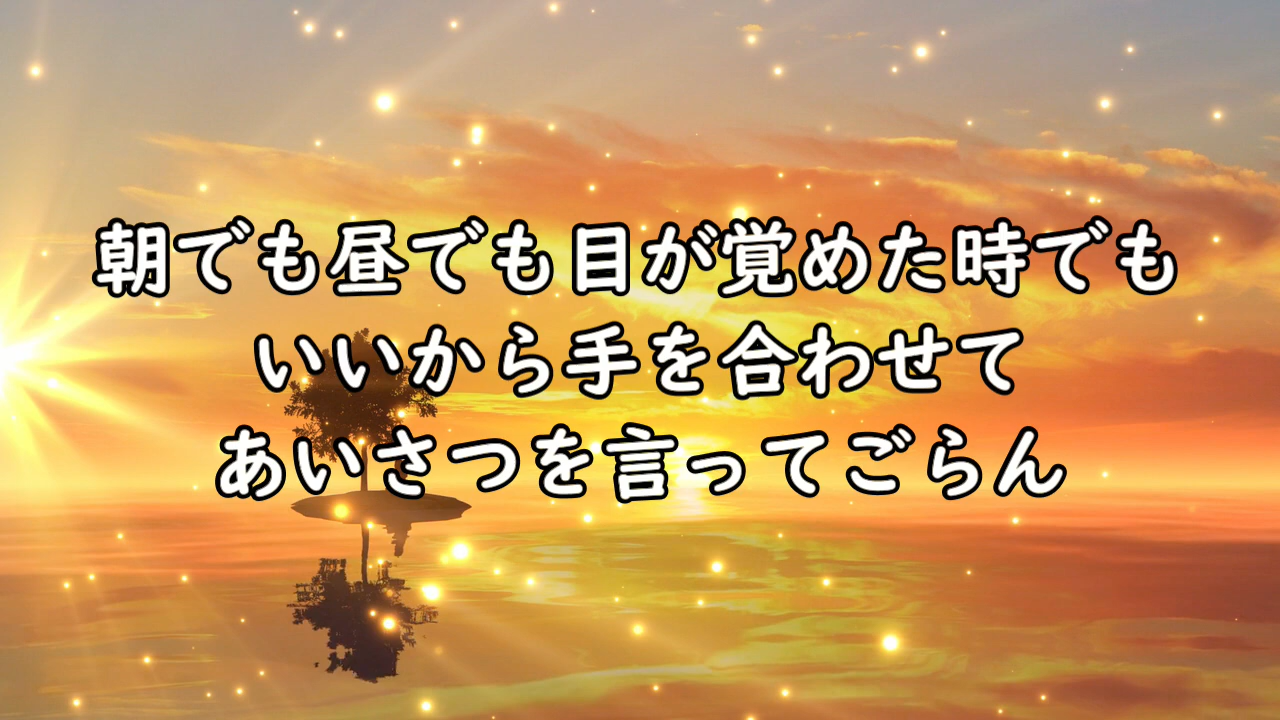 朝でも昼でも目が覚めた時でも
いいから手を合わせて
あいさつを言ってごらん